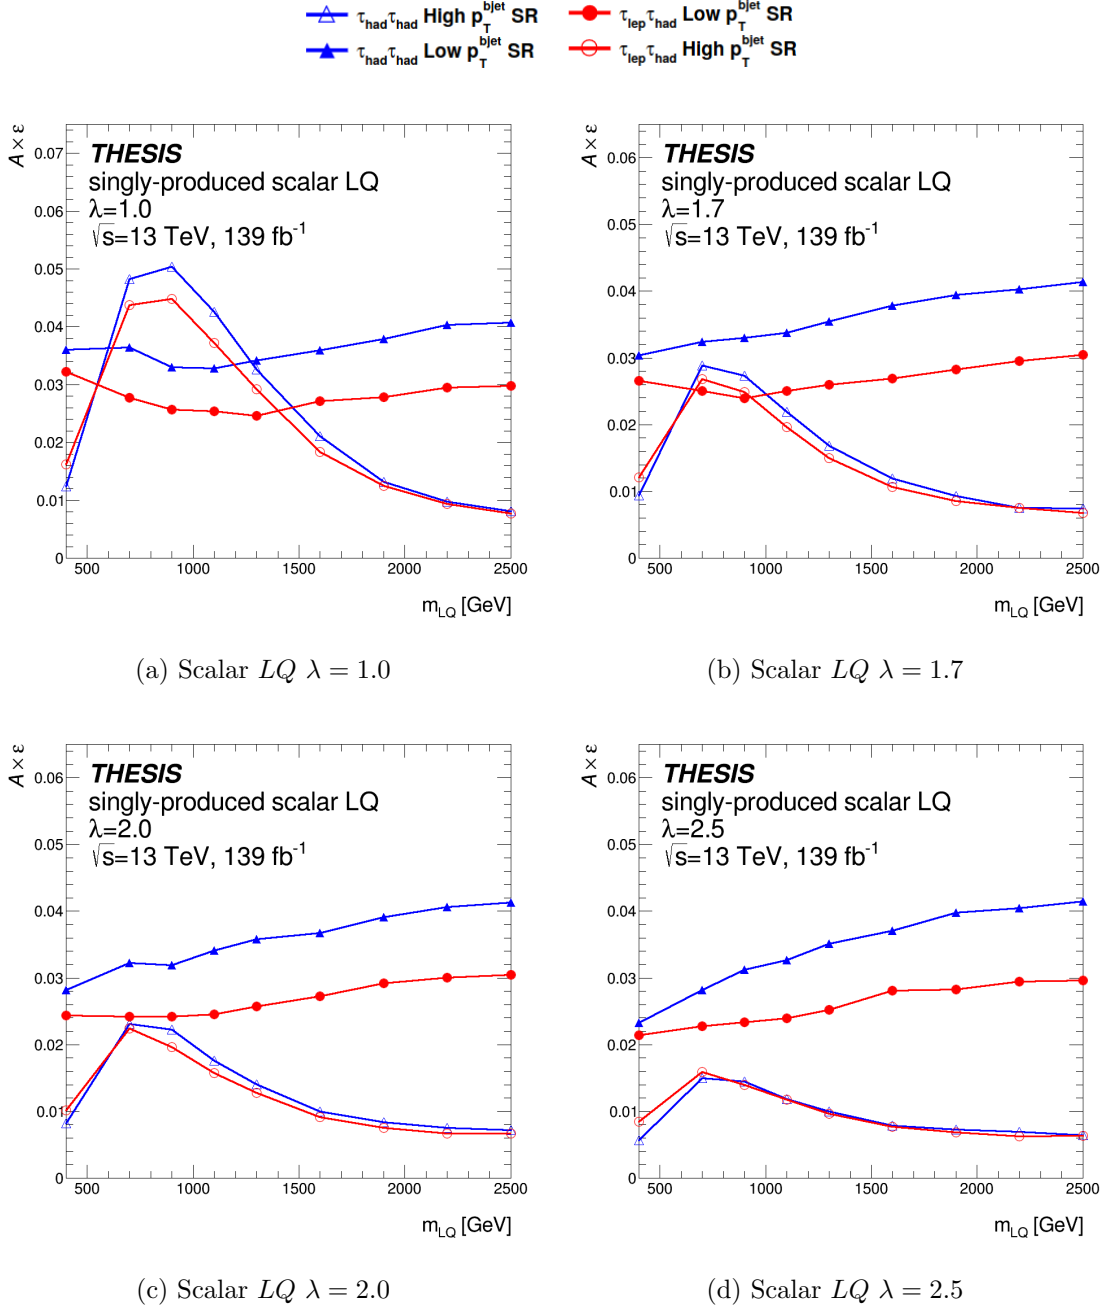 τhadτhad High pTbjet SR
τlepτhad Low pTbjet SR
τhadτhad Low pTbjet SR
τlepτhad High pTbjet SR
A × ε
0.07
0.06
0.05
0.04
0.03
0.02
0.01
0
THESIS
singly-produced scalar LQ
λ=1.0
√s=13 TeV, 139 fb-1
500 1000 1500 2000 2500
mLQ [GeV]
(a) Scalar LQ λ = 1.0
A × ε
0.06
0.05
0.04
0.03
0.02
0.01
0
THESIS
singly-produced scalar LQ
λ=1.7
√s=13 TeV, 139 fb-1
500 1000 1500 2000 2500
mLQ [GeV]
(b) Scalar LQ λ = 1.7
A × ε
0.06
0.05
0.04
0.03
0.02
0.01
0
THESIS
singly-produced scalar LQ
λ=2.0
√s=13 TeV, 139 fb-1
500 1000 1500 2000 2500
mLQ [GeV]
(c) Scalar LQ λ = 2.0
A × ε
0.06
0.05
0.04
0.03
0.02
0.01
0
THESIS
singly-produced scalar LQ
λ=2.5
√s=13 TeV, 139 fb-1
500 1000 1500 2000 2500
mLQ [GeV]
(d) Scalar LQ λ = 2.5